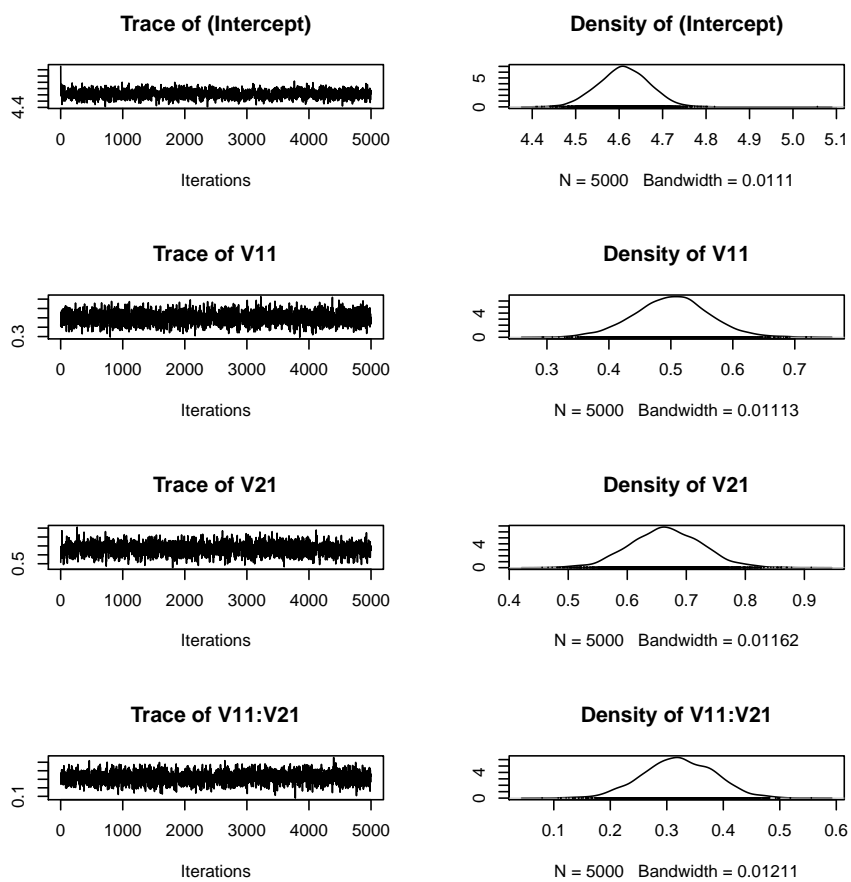 Trace of (Intercept)
4.4
0 1000 2000 3000 4000 5000
Iterations
Density of (Intercept)
0 5
4.4 4.5 4.6 4.7 4.8 4.9 5.0 5.1
N = 5000 Bandwidth = 0.0111
Trace of V11
0.3
0 1000 2000 3000 4000 5000
Iterations
Density of V11
0 4
0.3 0.4 0.5 0.6 0.7
N = 5000 Bandwidth = 0.01113
Trace of V21
0.5
0 1000 2000 3000 4000 5000
Iterations
Density of V21
0 4
0.4 0.5 0.6 0.7 0.8 0.9
N = 5000 Bandwidth = 0.01162
Trace of V11:V21
0.1
0 1000 2000 3000 4000 5000
Iterations
Density of V11:V21
0 4
0.1 0.2 0.3 0.4 0.5 0.6
N = 5000 Bandwidth = 0.01211